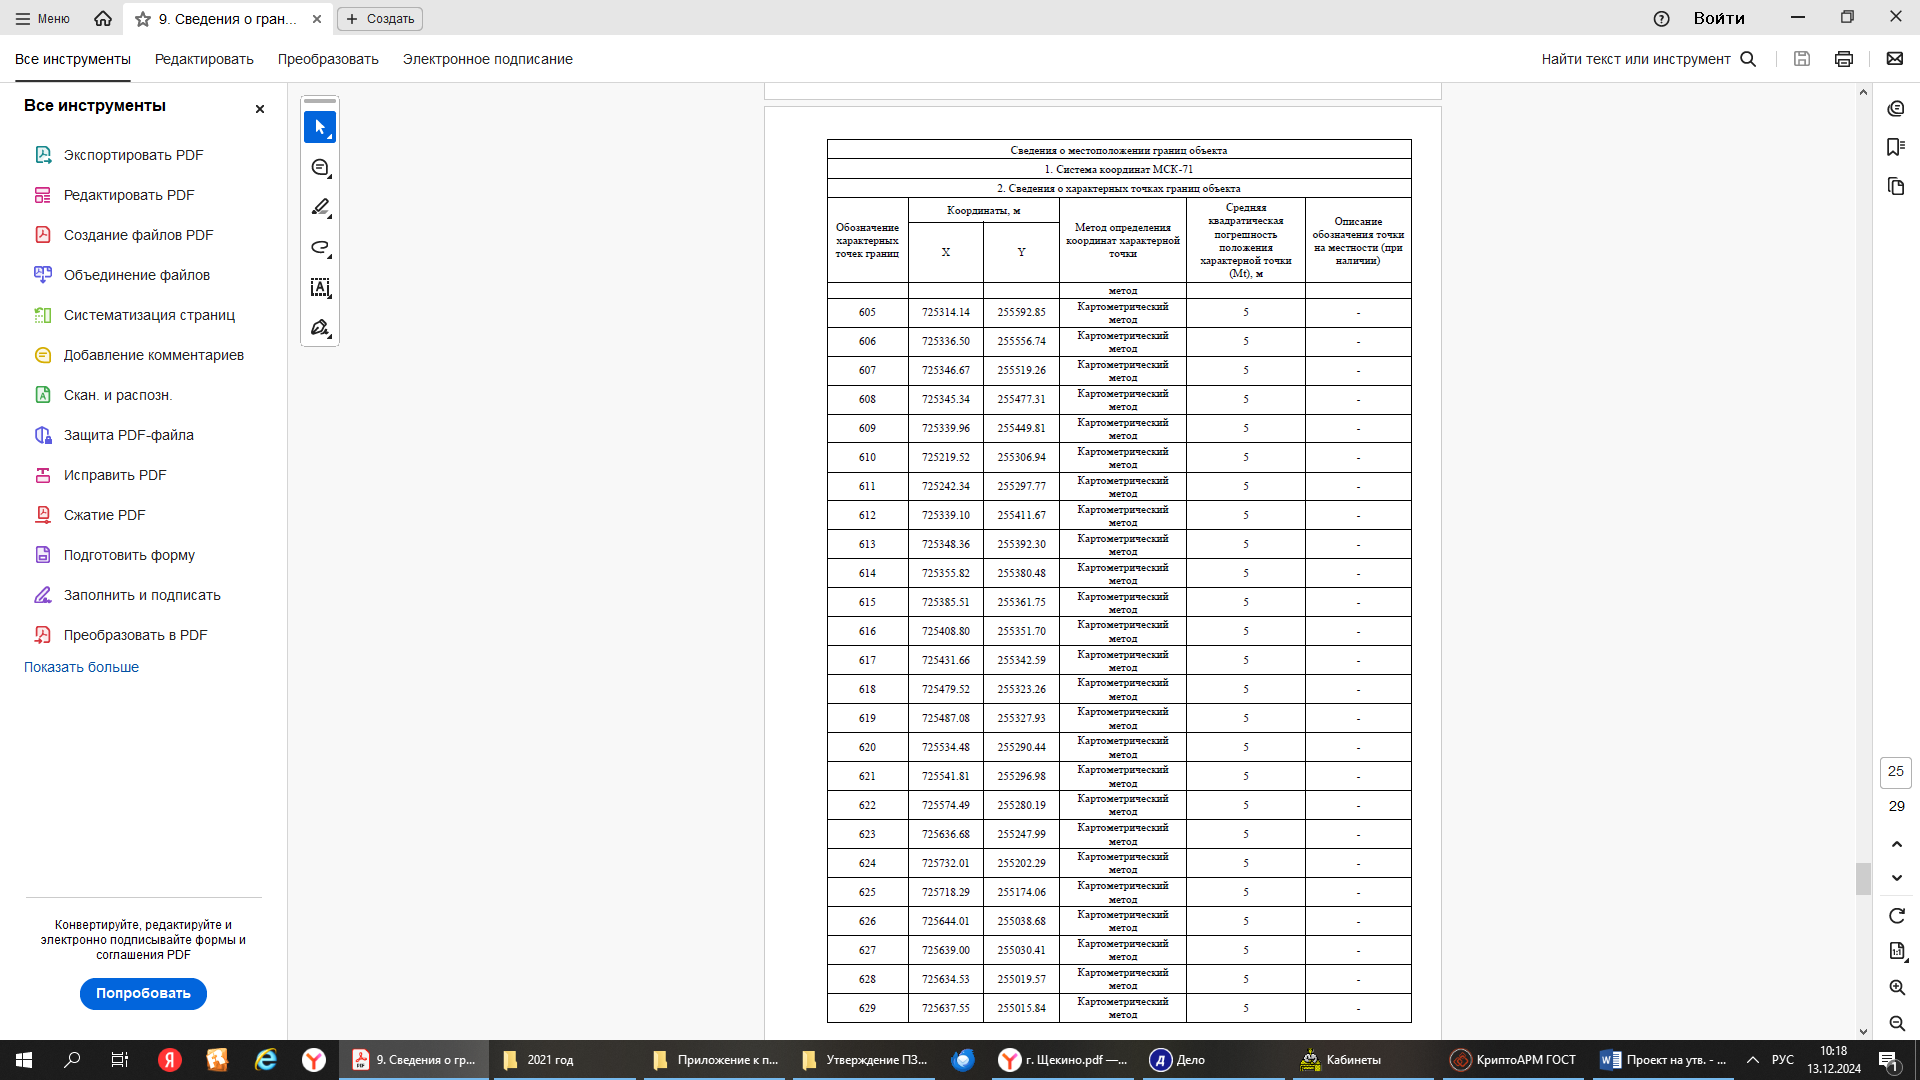 Меню
9. Сведения о гран...
Создать
Войти
Все инструменты
Редактировать
Преобразовать
Электронное подписание
Найти текст или инструмент
Все инструменты
Экспортировать PDF
Редактировать PDF
Создание файлов PDF
Объединение файлов
Систематизация страниц
Добавление комментариев
Скан. и распозн.
Защита PDF-файла
Исправить PDF
Сжатие PDF
Подготовить форму
Заполнить и подписать
Преобразовать в PDF
Показать больше
Конвертируйте, редактируйте и
электронно подписывайте формы и
соглашения PDF
Попробовать
Сведения о местоположении границ объекта
1. Система координат МСК-71
2. Сведения о характерных точках границ объекта
Обозначение
характерных
точек границ
Координаты, м
X
Y
Метод определения
координат характерной
точки
Средняя
квадратическая
погрешность
положения
характерной точки
(Mt), м
Описание
обозначения точки
на местности (при
наличии)
метод
605 725314.14 255592.85 Картометрический метод 5 -
606 725336.50 255556.74 Картометрический метод 5 -
607 725346.67 255519.26 Картометрический метод 5 -
608 725345.34 255477.31 Картометрический метод 5 -
609 725339.96 255449.81 Картометрический метод 5 -
610 725219.52 255306.94 Картометрический метод 5 -
611 725242.34 255297.77 Картометрический метод 5 -
612 725339.10 255411.67 Картометрический метод 5 -
613 725348.36 255392.30 Картометрический метод 5 -
614 725355.82 255380.48 Картометрический метод 5 -
615 725385.51 255361.75 Картометрический метод 5 -
616 725408.80 255351.70 Картометрический метод 5 -
617 725431.66 255342.59 Картометрический метод 5 -
618 725479.52 255323.26 Картометрический метод 5 -
619 725487.08 255327.93 Картометрический метод 5 -
620 725534.48 255290.44 Картометрический метод 5 -
621 725541.81 255296.98 Картометрический метод 5 -
622 725574.49 255280.19 Картометрический метод 5 -
623 725636.68 255247.99 Картометрический метод 5 -
624 725732.01 255202.29 Картометрический метод 5 -
625 725718.29 255174.06 Картометрический метод 5 -
626 725644.01 255038.68 Картометрический метод 5 -
627 725639.00 255030.41 Картометрический метод 5 -
628 725634.53 255019.57 Картометрический метод 5 -
629 725637.55 255015.84 Картометрический метод 5 -
25
29
1:1
9. Сведения о гр...
2021 год
Приложение к п...
Утверждение ПЗ...
г. Щекино.pdf —...
Дело
Кабинеты
КриптоАРМ ГОСТ
Проект на утв. - ...
РУС
10:18
13.12.2024
1